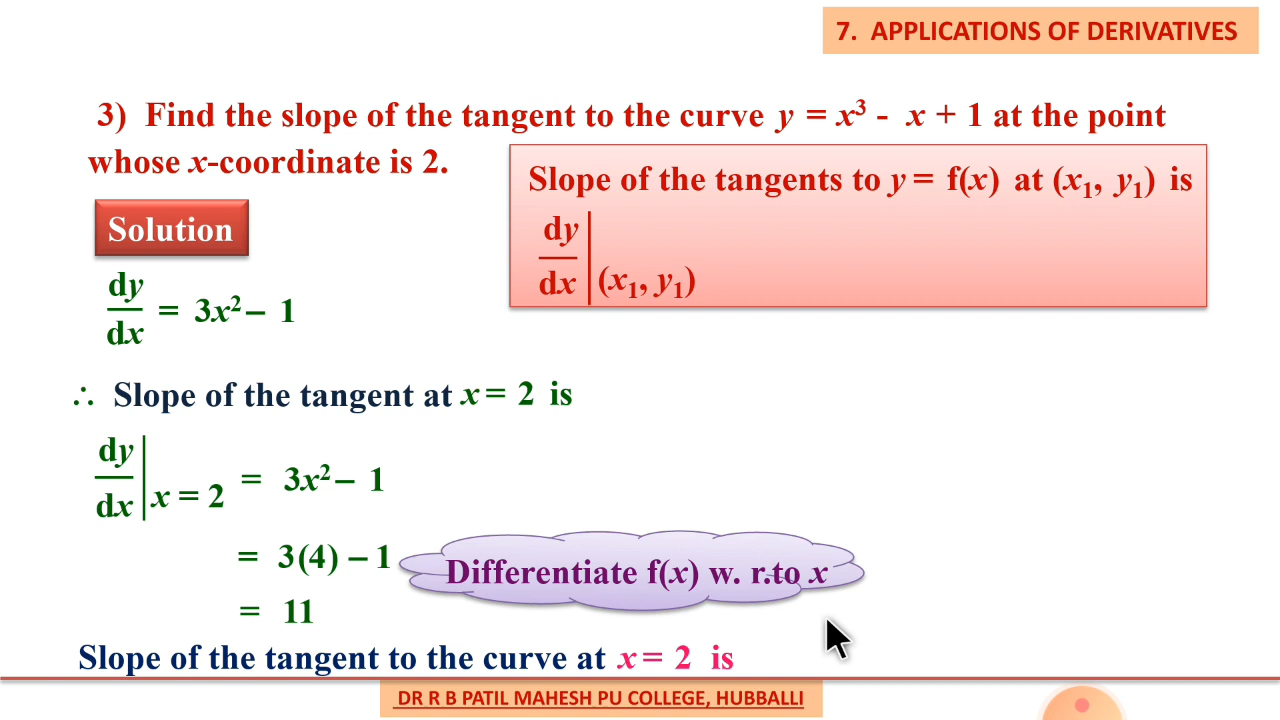 7. APPLICATIONS OF DERIVATIVES
3) Find the slope of the tangent to the curve y = x³ - x + 1 at the point
whose x-coordinate is 2.
Slope of the tangents to y = f(x) at (x₁, y₁) is
dy/dx | (x₁, y₁)
Solution
dy/dx = 3x² – 1
∴ Slope of the tangent at x = 2 is
dy/dx | x = 2 = 3x² – 1
= 3(4) – 1
Differentiate f(x) w. r.to x
= 11
Slope of the tangent to the curve at x = 2 is
DR R B PATIL MAHESH PU COLLEGE, HUBBALLI